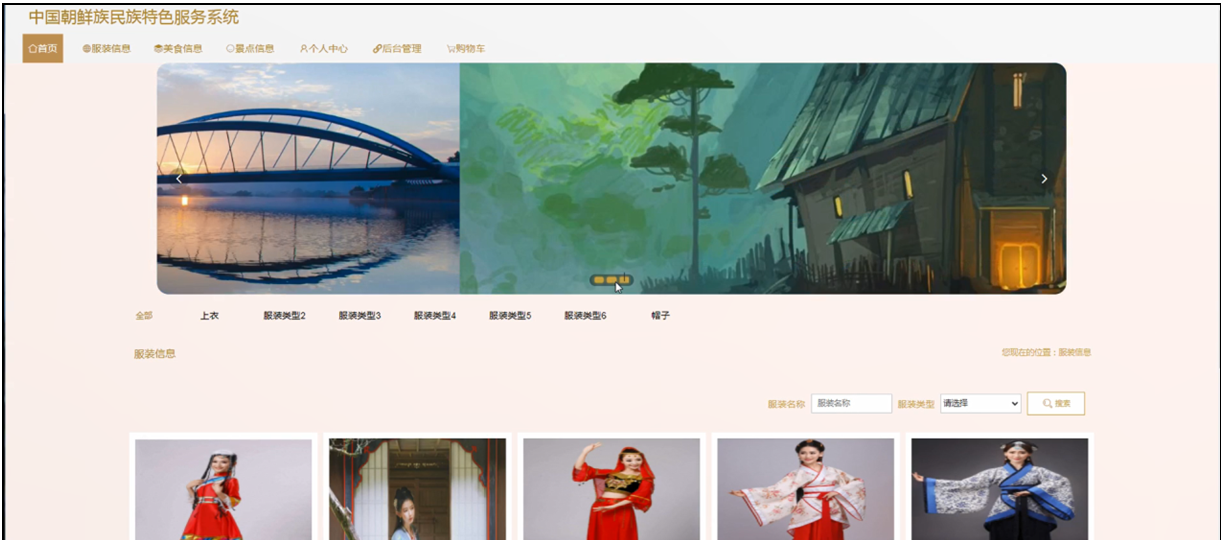 中国朝鲜族民族特色服务系统
首页 服装信息 美食信息 景点信息 个人中心 后台管理 购物车
全部 上衣 服装类型2 服装类型3 服装类型4 服装类型5 服装类型6 帽子
服装信息 您现在的位置：服装信息
服装名称 服装名称 服装类型 请选择 搜索